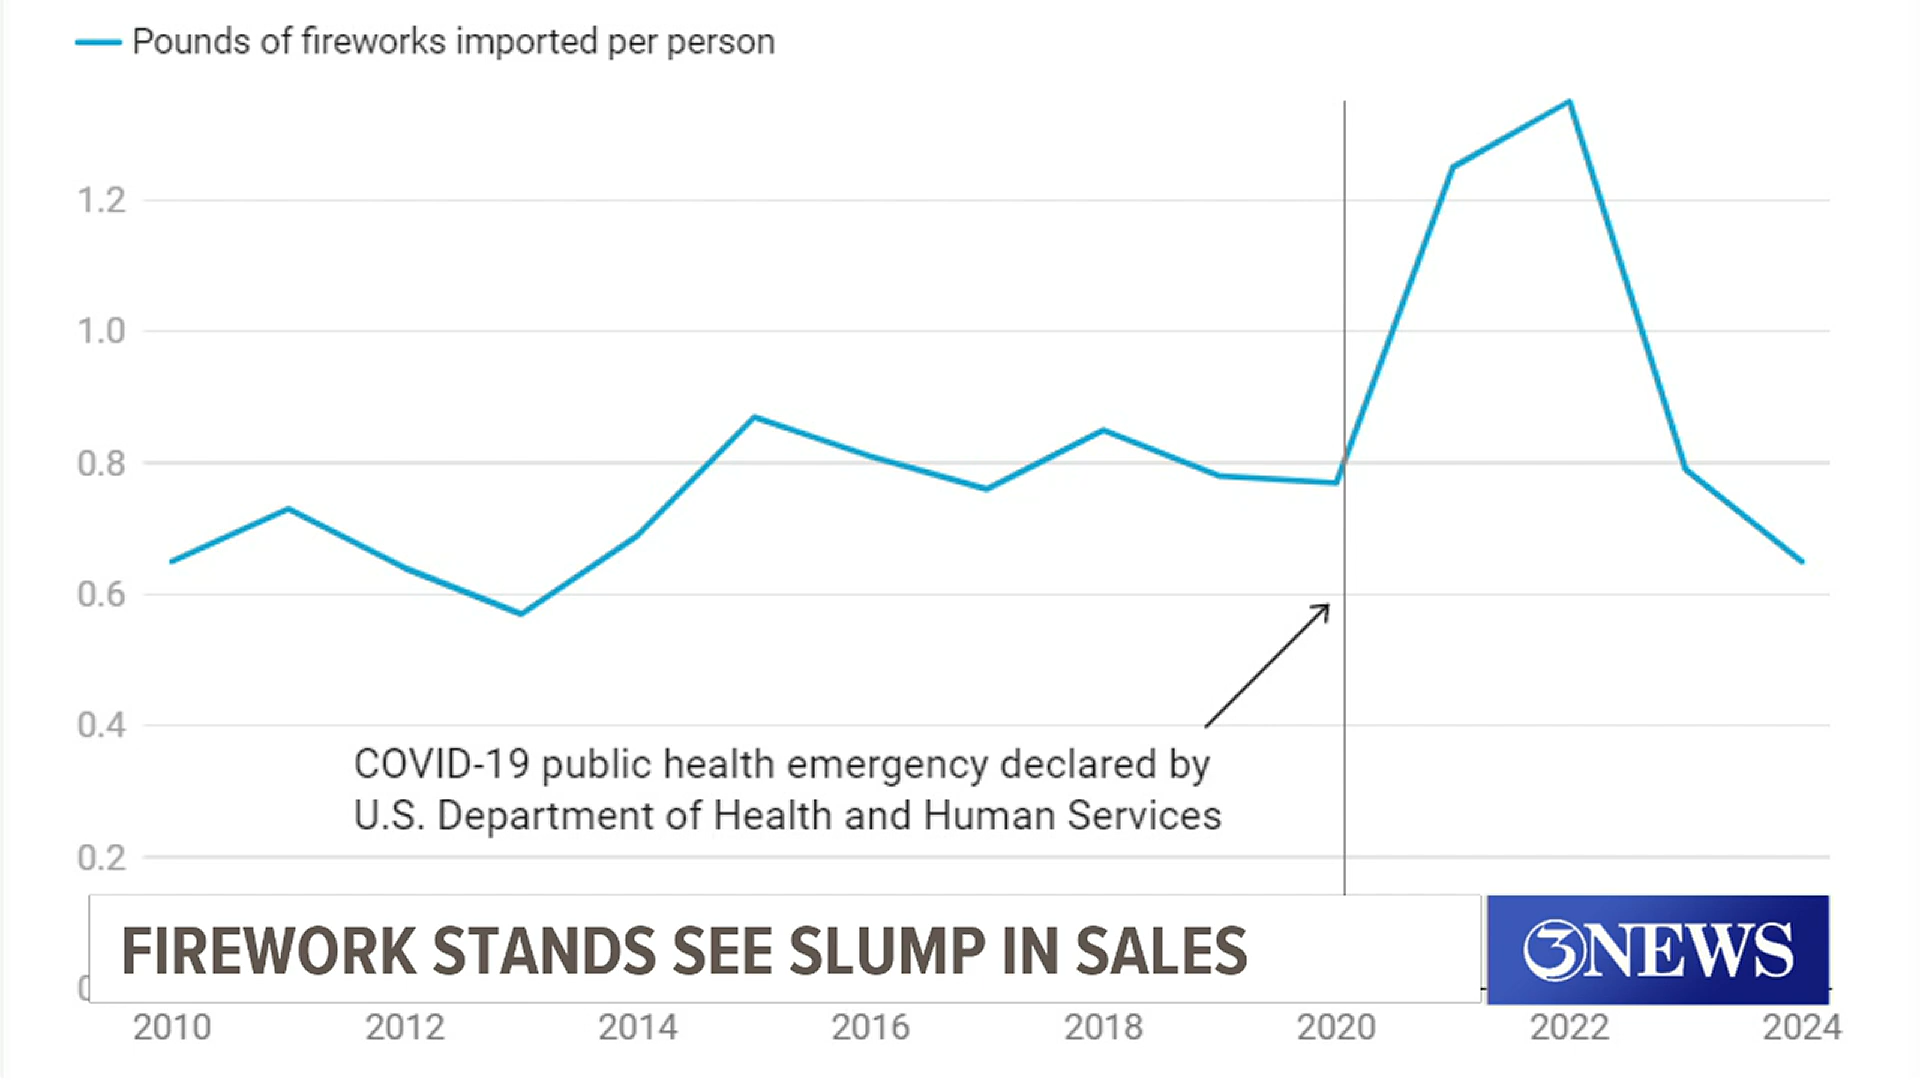 Pounds of fireworks imported per person
1.2
1.0
0.8
0.6
0.4
COVID-19 public health emergency declared by
U.S. Department of Health and Human Services
0.2
FIREWORK STANDS SEE SLUMP IN SALES
3NEWS
2010 2012 2014 2016 2018 2020 2022 2024